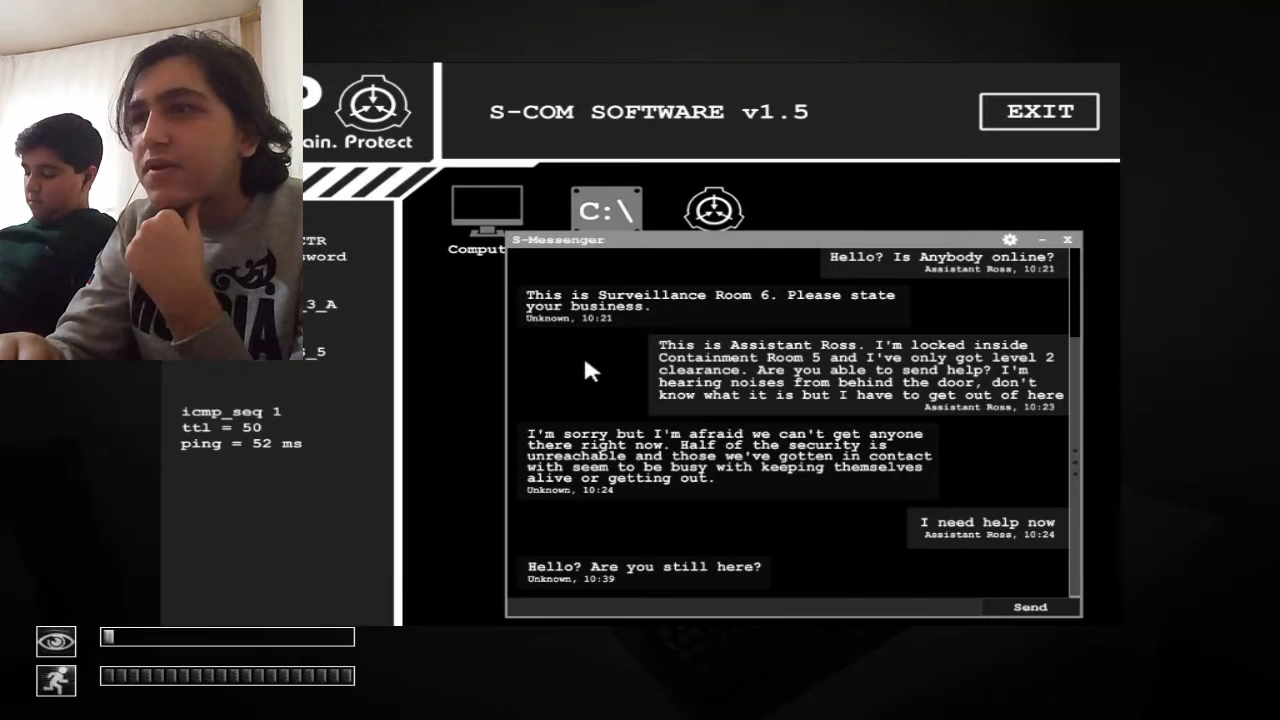 ain. Protect
S-COM SOFTWARE v1.5
EXIT
CTR
sword
_3_A
s_5
icmp_seq 1
ttl = 50
ping = 52 ms
C:\
Comput
S-Messenger
- x
Hello? Is Anybody online?
Assistant Ross, 10:21
This is Surveillance Room 6. Please state
your business.
Unknown, 10:21
This is Assistant Ross. I'm locked inside
Containment Room 5 and I've only got level 2
clearance. Are you able to send help? I'm
hearing noises from behind the door, don't
know what it is but I have to get out of here
Assistant Ross, 10:23
I'm sorry but I'm afraid we can't get anyone
there right now. Half of the security is
unreachable and those we've gotten in contact
with seem to be busy with keeping themselves
alive or getting out.
Unknown, 10:24
I need help now
Assistant Ross, 10:24
Hello? Are you still here?
Unknown, 10:39
Send